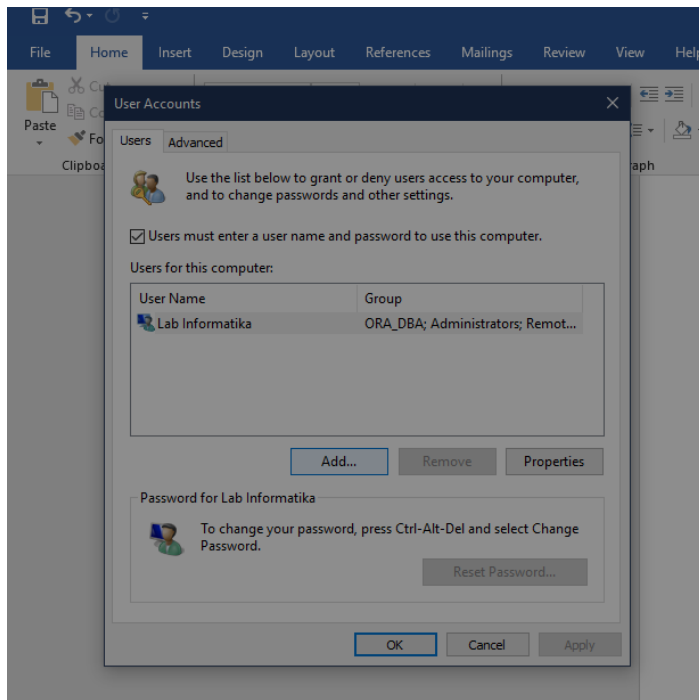 File Home Insert Design Layout References Mailings Review View Help
Paste
User Accounts
Users Advanced
Use the list below to grant or deny users access to your computer,
and to change passwords and other settings.
Users must enter a user name and password to use this computer.
Users for this computer:
User Name Group
Lab Informatika ORA_DBA; Administrators; Remot...
Add... Remove Properties
Password for Lab Informatika
To change your password, press Ctrl-Alt-Del and select Change
Password.
Reset Password...
OK Cancel Apply